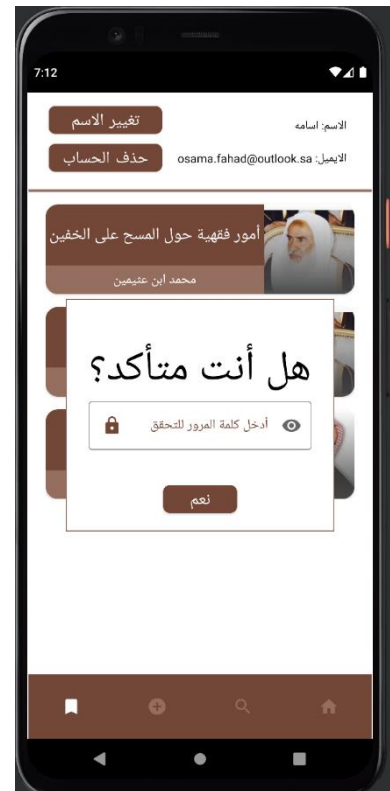 7:12
تغيير الاسم
الاسم: اسامه
حذف الحساب
الايميل: osama.fahad@outlook.sa
أمور فقهية حول المسح على الخفين
محمد ابن عثيمين
هل أنت متأكد؟
أدخل كلمة المرور للتحقق
نعم